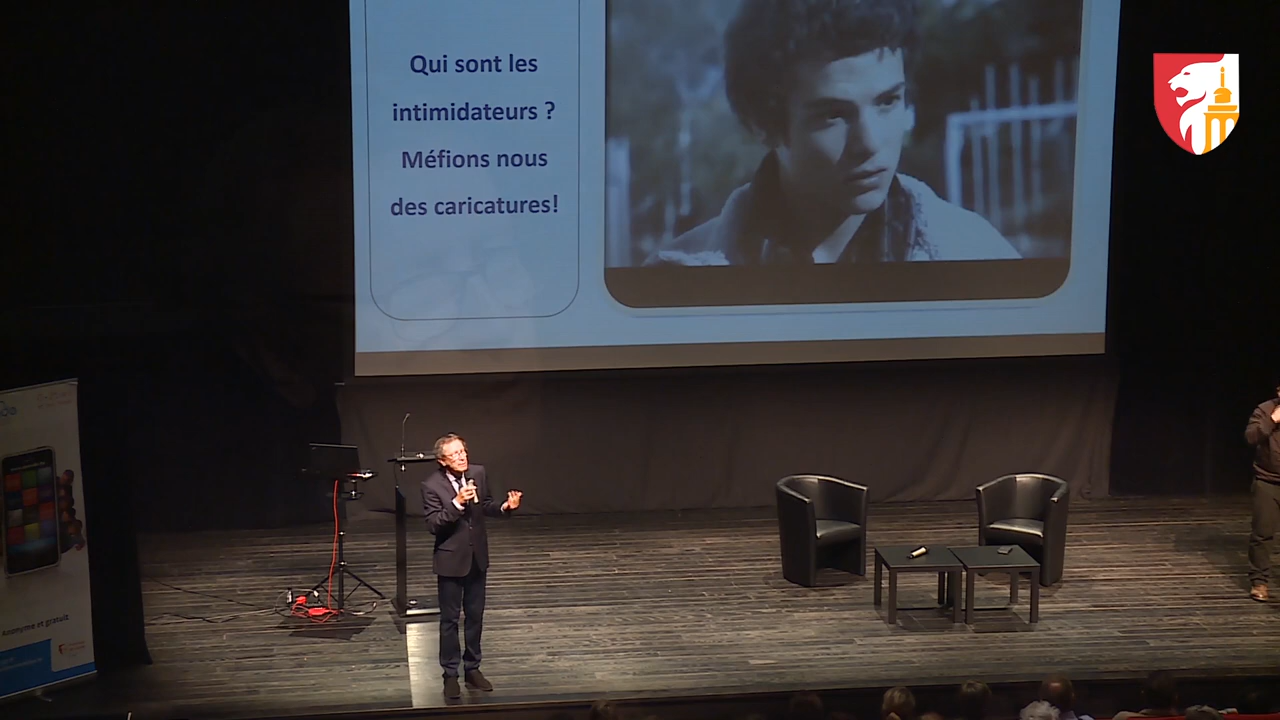 Qui sont les
intimidateurs ?
Méfions nous
des caricatures!
Anonyme et gratuit